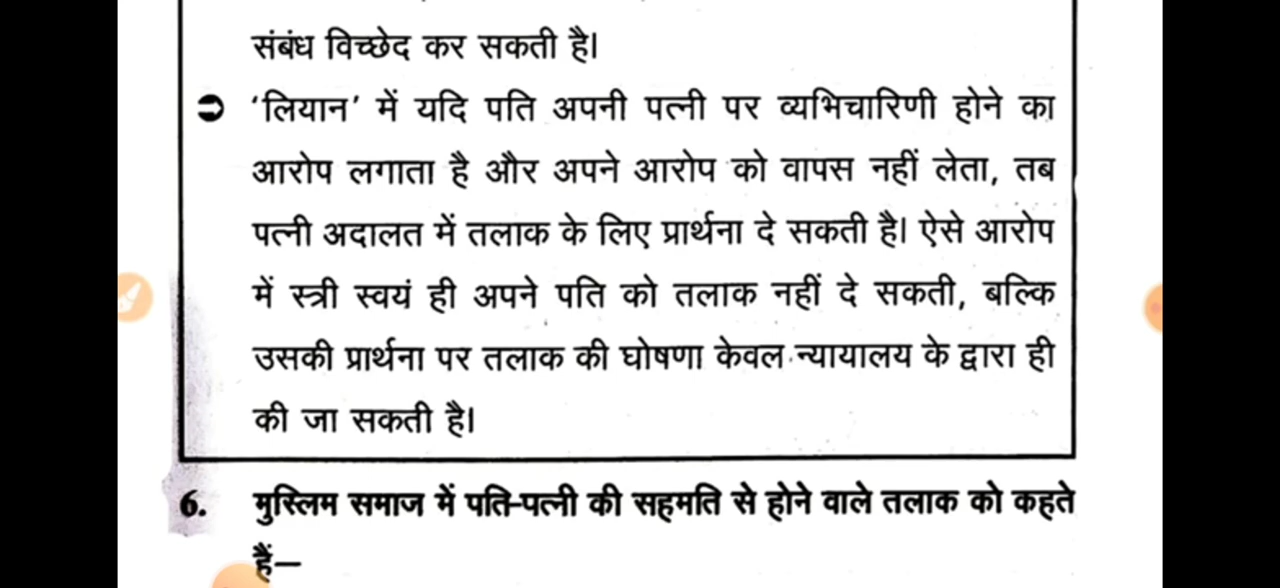 संबंध विच्छेद कर सकती है।
➲ 'लियान' में यदि पति अपनी पत्नी पर व्यभिचारिणी होने का
आरोप लगाता है और अपने आरोप को वापस नहीं लेता, तब
पत्नी अदालत में तलाक के लिए प्रार्थना दे सकती है। ऐसे आरोप
में स्त्री स्वयं ही अपने पति को तलाक नहीं दे सकती, बल्कि
उसकी प्रार्थना पर तलाक की घोषणा केवल न्यायालय के द्वारा ही
की जा सकती है।
6. मुस्लिम समाज में पति-पत्नी की सहमति से होने वाले तलाक को कहते
हैं—